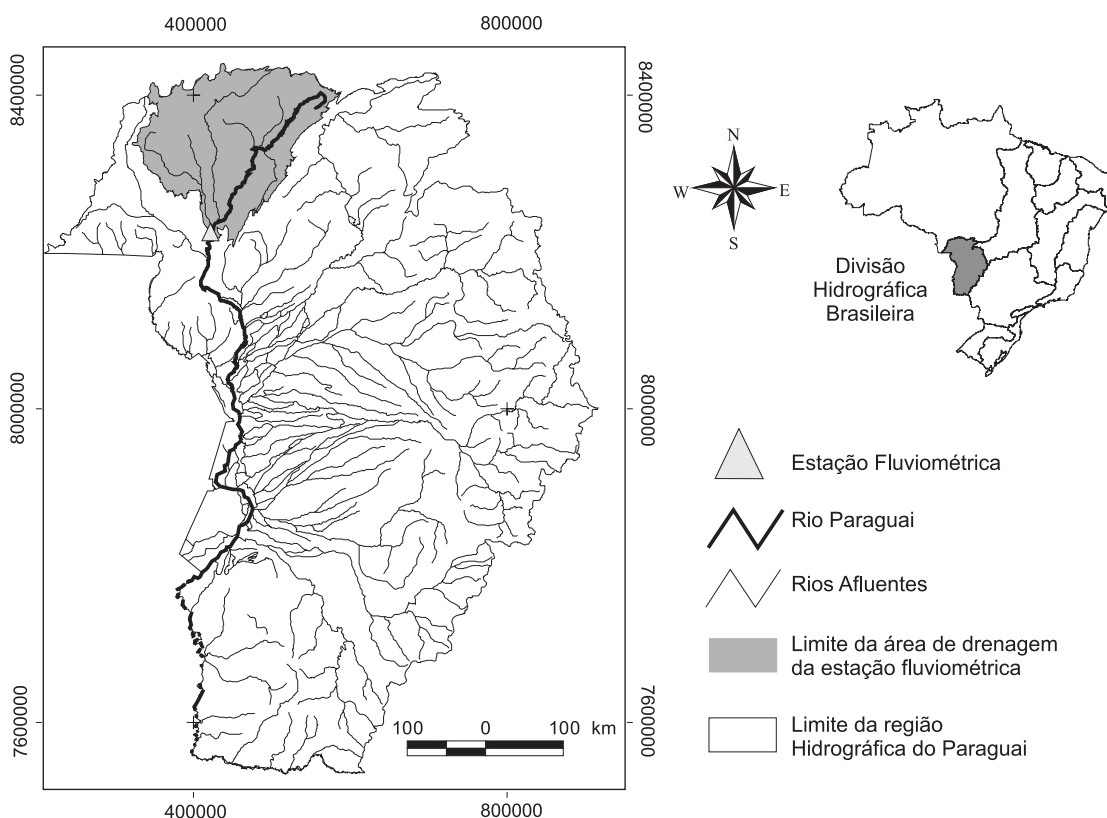 400000
800000
8400000
8400000
8000000
8000000
7600000
7600000
100 0 100 km
400000
800000
N
W
E
S
Divisão
Hidrográfica
Brasileira
Estação Fluviométrica
Rio Paraguai
Rios Afluentes
Limite da área de drenagem
da estação fluviométrica
Limite da região
Hidrográfica do Paraguai